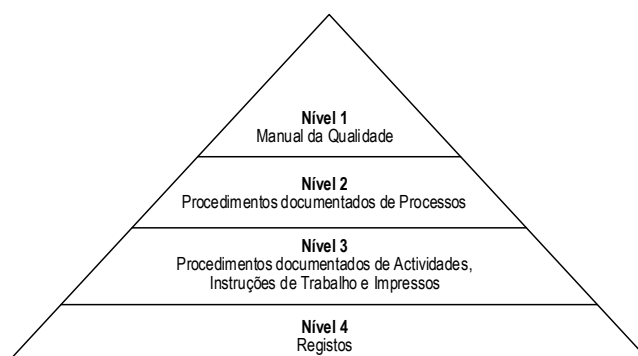 Nível 1
Manual da Qualidade
Nível 2
Procedimentos documentados de Processos
Nível 3
Procedimentos documentados de Actividades,
Instruções de Trabalho e Impressos
Nível 4
Registos